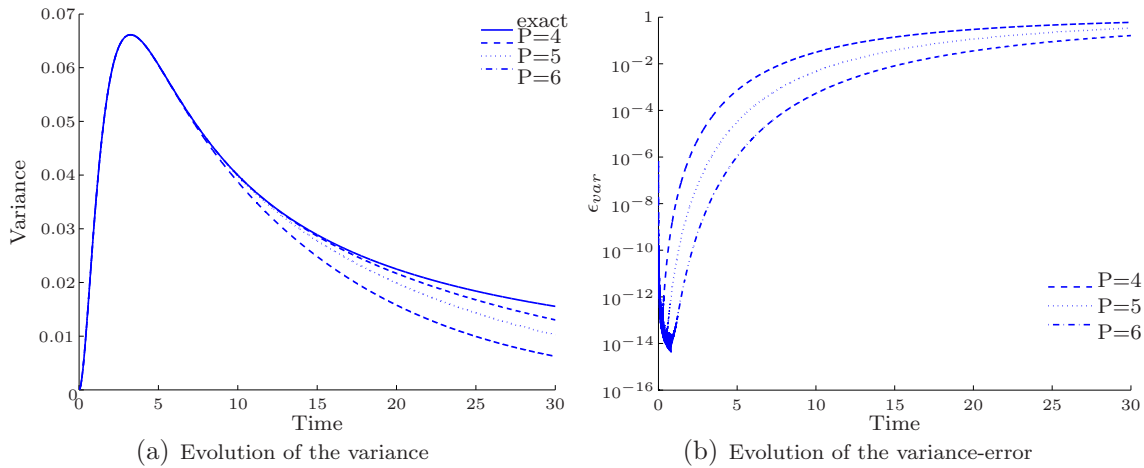 0.07
0.06
0.05
0.04
0.03
0.02
0.01
0
Variance
0 5 10 15 20 25 30
Time
exact
P=4
P=5
P=6
(a) Evolution of the variance
1
10^−2
10^−4
10^−6
10^−8
10^−10
10^−12
10^−14
10^−16
ϵ_var
0 5 10 15 20 25 30
Time
P=4
P=5
P=6
(b) Evolution of the variance-error